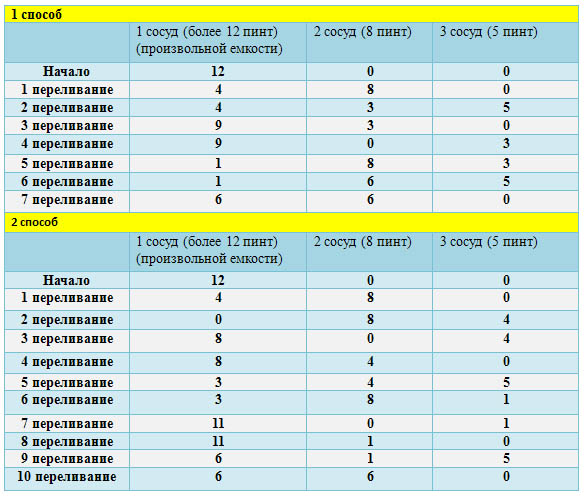 1 способ
1 сосуд (более 12 пинт) 2 сосуд (8 пинт) 3 сосуд (5 пинт)
(произвольной емкости)
Начало 12 0 0
1 переливание 4 8 0
2 переливание 4 3 5
3 переливание 9 3 0
4 переливание 9 0 3
5 переливание 1 8 3
6 переливание 1 6 5
7 переливание 6 6 0
2 способ
1 сосуд (более 12 пинт) 2 сосуд (8 пинт) 3 сосуд (5 пинт)
(произвольной емкости)
Начало 12 0 0
1 переливание 4 8 0
2 переливание 0 8 4
3 переливание 8 0 4
4 переливание 8 4 0
5 переливание 3 4 5
6 переливание 3 8 1
7 переливание 11 0 1
8 переливание 11 1 0
9 переливание 6 1 5
10 переливание 6 6 0